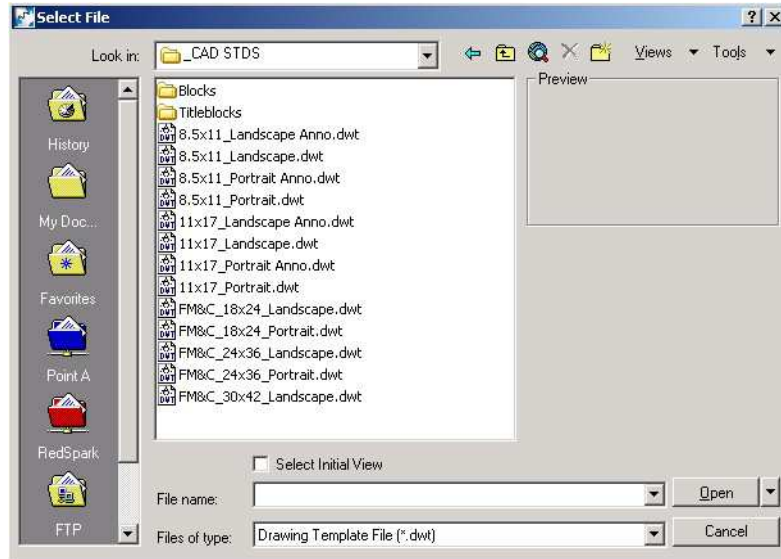 Select File
Look in: _CAD STDS
Views Tools
History
My Doc...
Favorites
Point A
RedSpark
FTP
Blocks
Titleblocks
8.5x11_Landscape Anno.dwt
8.5x11_Landscape.dwt
8.5x11_Portrait Anno.dwt
8.5x11_Portrait.dwt
11x17_Landscape Anno.dwt
11x17_Landscape.dwt
11x17_Portrait Anno.dwt
11x17_Portrait.dwt
FM&C_18x24_Landscape.dwt
FM&C_18x24_Portrait.dwt
FM&C_24x36_Landscape.dwt
FM&C_24x36_Portrait.dwt
FM&C_30x42_Landscape.dwt
Preview
Select Initial View
File name:
Open
Files of type: Drawing Template File (*.dwt)
Cancel